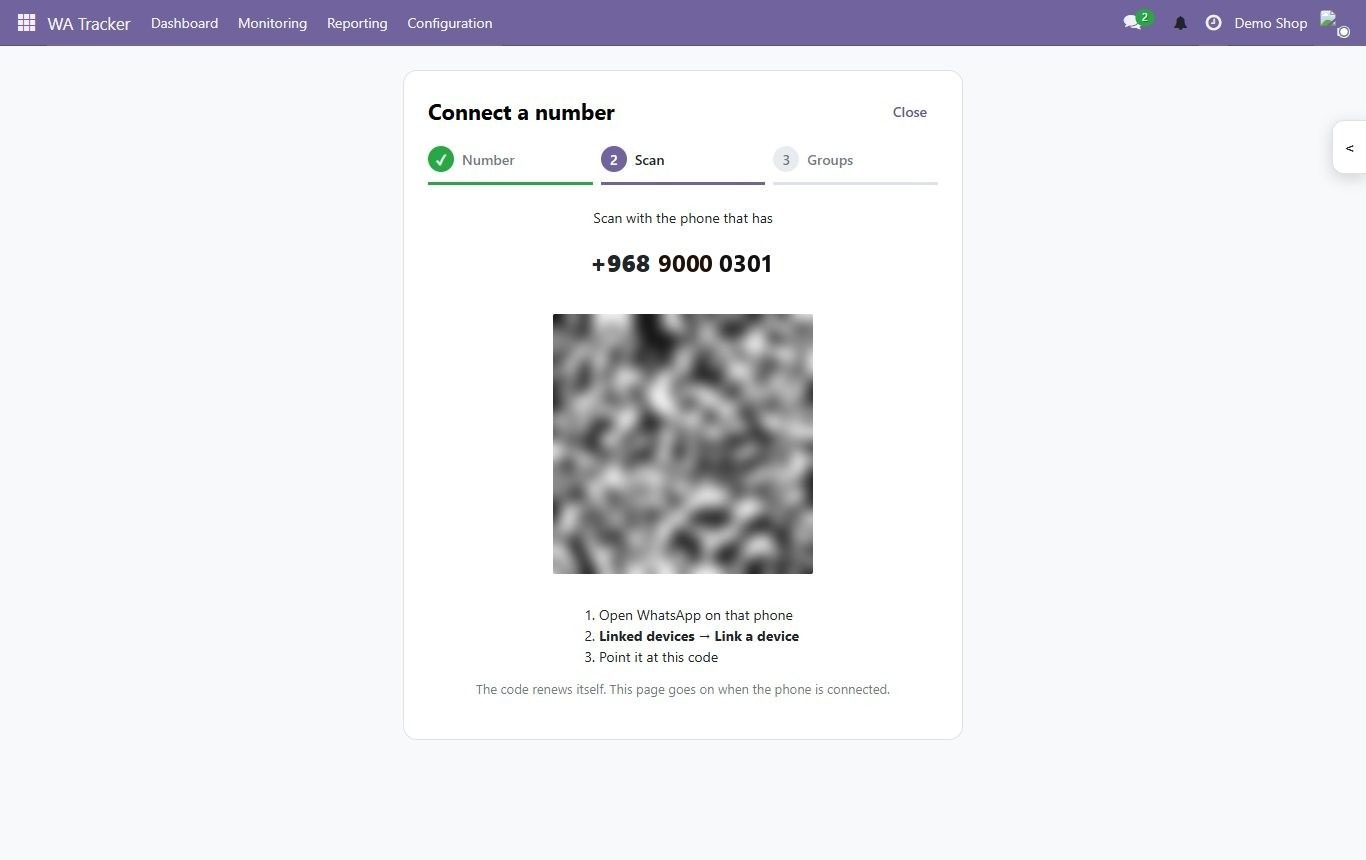 WA Tracker Dashboard Monitoring Reporting Configuration 2 Demo Shop
Connect a number Close
<
✓ Number 2 Scan 3 Groups
Scan with the phone that has
+968 9000 0301
1. Open WhatsApp on that phone
2. Linked devices → Link a device
3. Point it at this code
The code renews itself. This page goes on when the phone is connected.